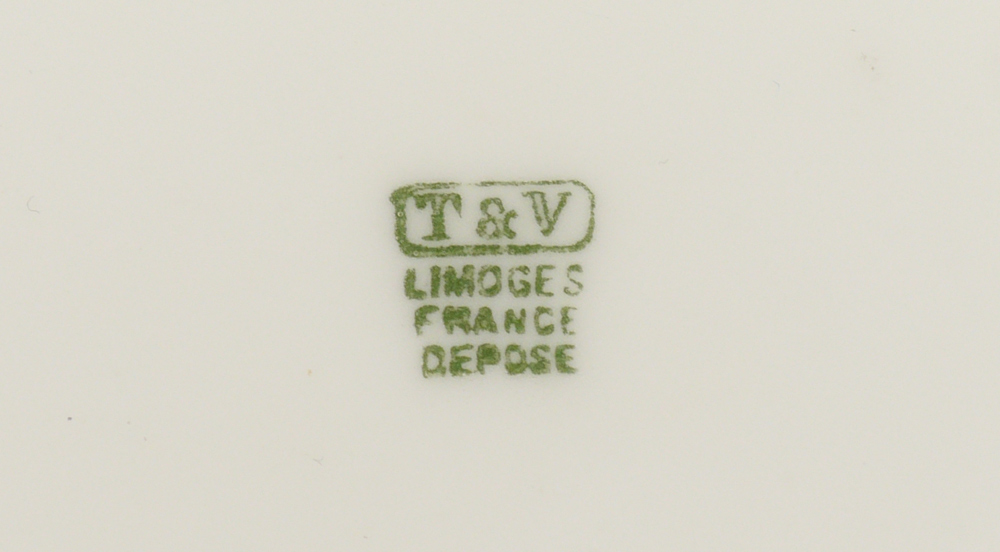 T & V
LIMOGES
FRANCE
DEPOSE